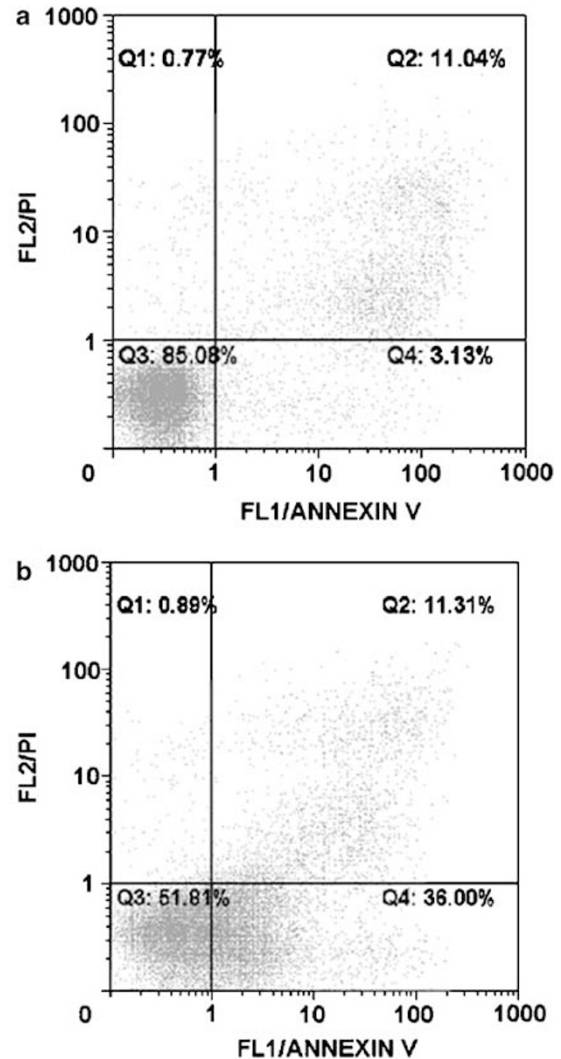 a
1000
Q1: 0.77% Q2: 11.04%
100
FL2/PI
10
1
Q3: 85.08% Q4: 3.13%
0 1 10 100 1000
FL1/ANNEXIN V
b
1000
Q1: 0.89% Q2: 11.31%
100
FL2/PI
10
1
Q3: 51.81% Q4: 36.00%
0 1 10 100 1000
FL1/ANNEXIN V